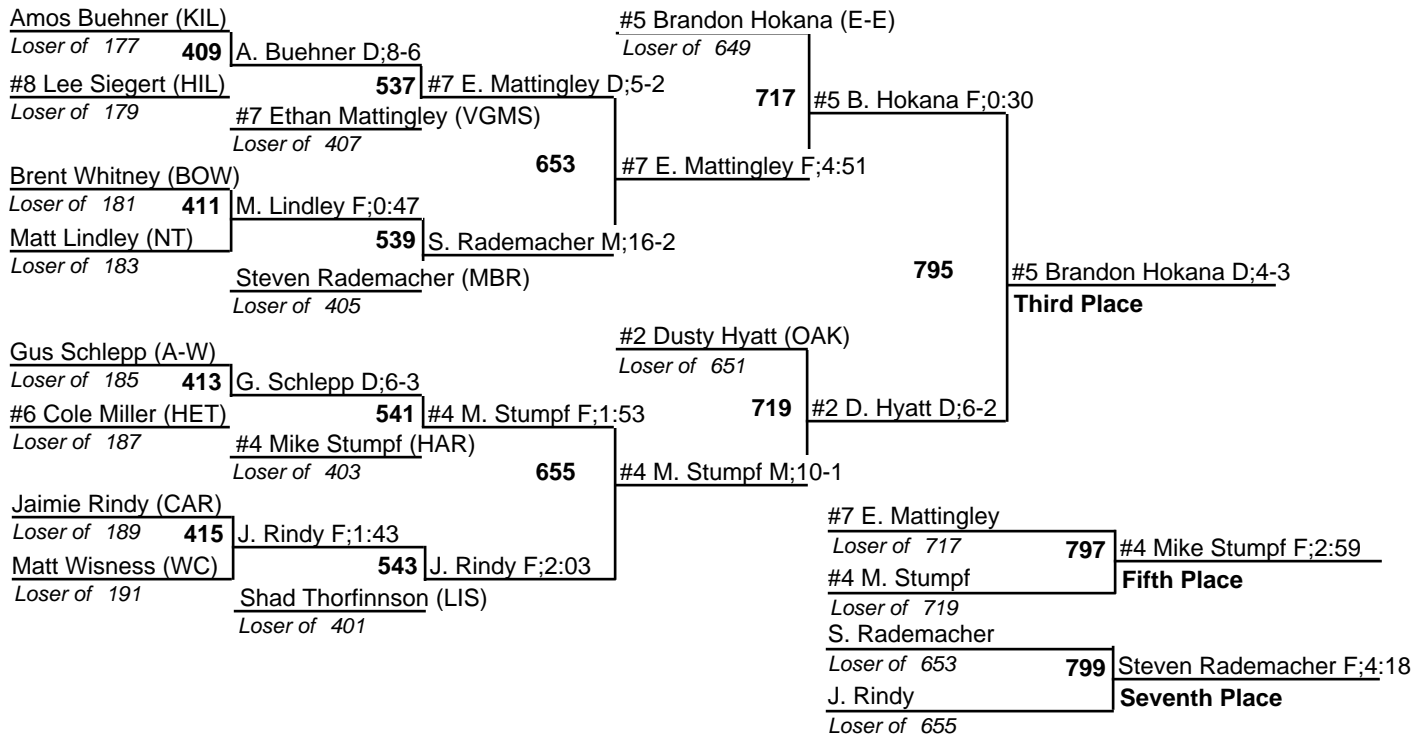 Amos Buehner (KIL)
Loser of 177
409
A. Buehner D;8-6
#8 Lee Siegert (HIL)
Loser of 179
537
#7 E. Mattingley D;5-2
#7 Ethan Mattingley (VGMS)
Loser of 407
Brent Whitney (BOW)
Loser of 181
411
M. Lindley F;0:47
Matt Lindley (NT)
Loser of 183
539
S. Rademacher M;16-2
Steven Rademacher (MBR)
Loser of 405
653
#7 E. Mattingley F;4:51
#5 Brandon Hokana (E-E)
Loser of 649
717
#5 B. Hokana F;0:30
Gus Schlepp (A-W)
Loser of 185
413
G. Schlepp D;6-3
#6 Cole Miller (HET)
Loser of 187
541
#4 M. Stumpf F;1:53
#4 Mike Stumpf (HAR)
Loser of 403
Jaimie Rindy (CAR)
Loser of 189
415
J. Rindy F;1:43
Matt Wisness (WC)
Loser of 191
543
J. Rindy F;2:03
Shad Thorfinnson (LIS)
Loser of 401
655
#4 M. Stumpf M;10-1
#2 Dusty Hyatt (OAK)
Loser of 651
719
#2 D. Hyatt D;6-2
795
#5 Brandon Hokana D;4-3
Third Place
#7 E. Mattingley
Loser of 717
797
#4 Mike Stumpf F;2:59
#4 M. Stumpf
Fifth Place
Loser of 719
S. Rademacher
Loser of 653
799
Steven Rademacher F;4:18
J. Rindy
Seventh Place
Loser of 655